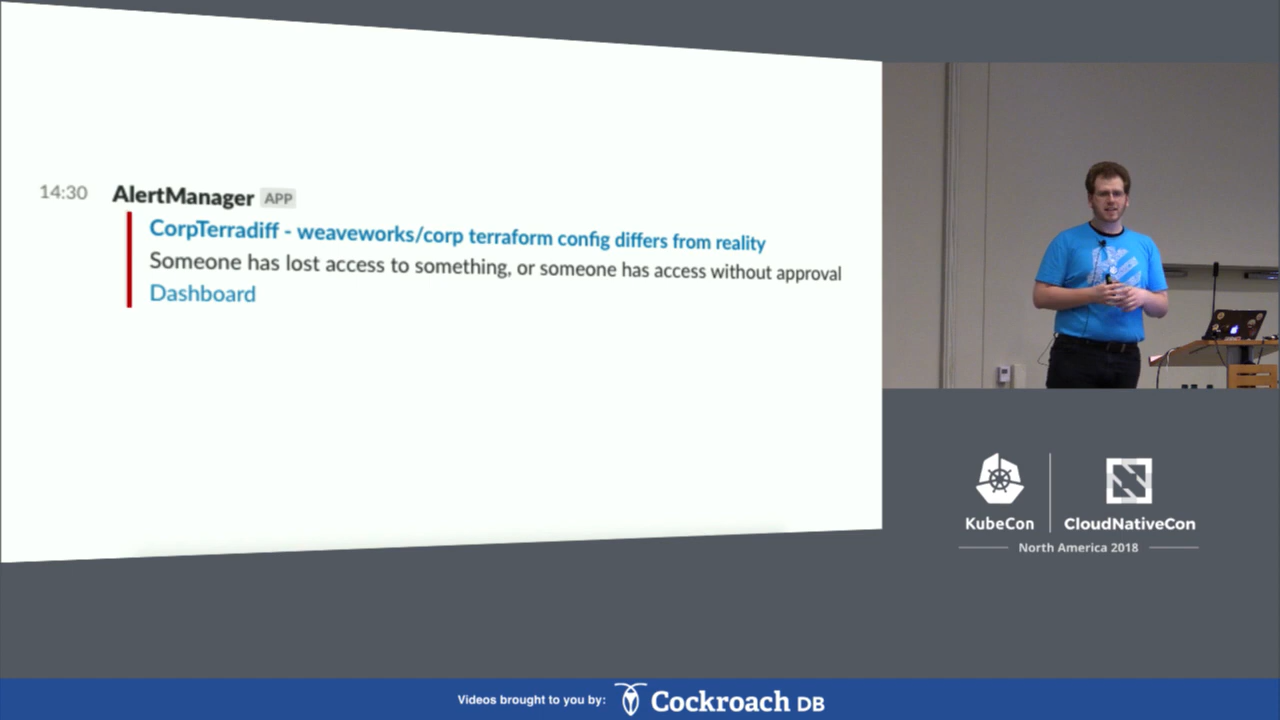 14:30 AlertManager APP
CorpTerradiff - weaveworks/corp terraform config differs from reality
Someone has lost access to something, or someone has access without approval
Dashboard
KubeCon CloudNativeCon
North America 2018
Videos brought to you by: Cockroach DB